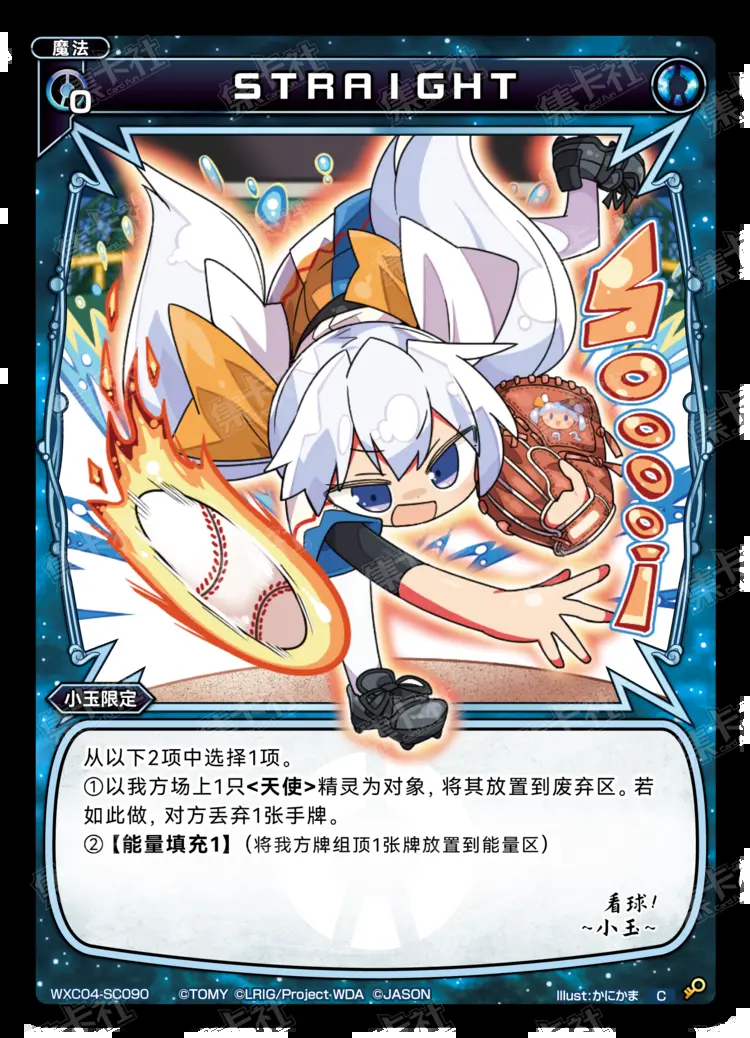 魔法
0
STRAIGHT
YOOOO!
小玉限定
从以下2项中选择1项。
①以我方场上1只<天使>精灵为对象，将其放置到废弃区。若
如此做，对方丢弃1张手牌。
②【能量填充1】（将我方牌组顶1张牌放置到能量区）
看球！
~小玉~
WXC04-SC090 ©TOMY ©LRIG/Project WDA ©JASON Illust:かにかま C
集卡社